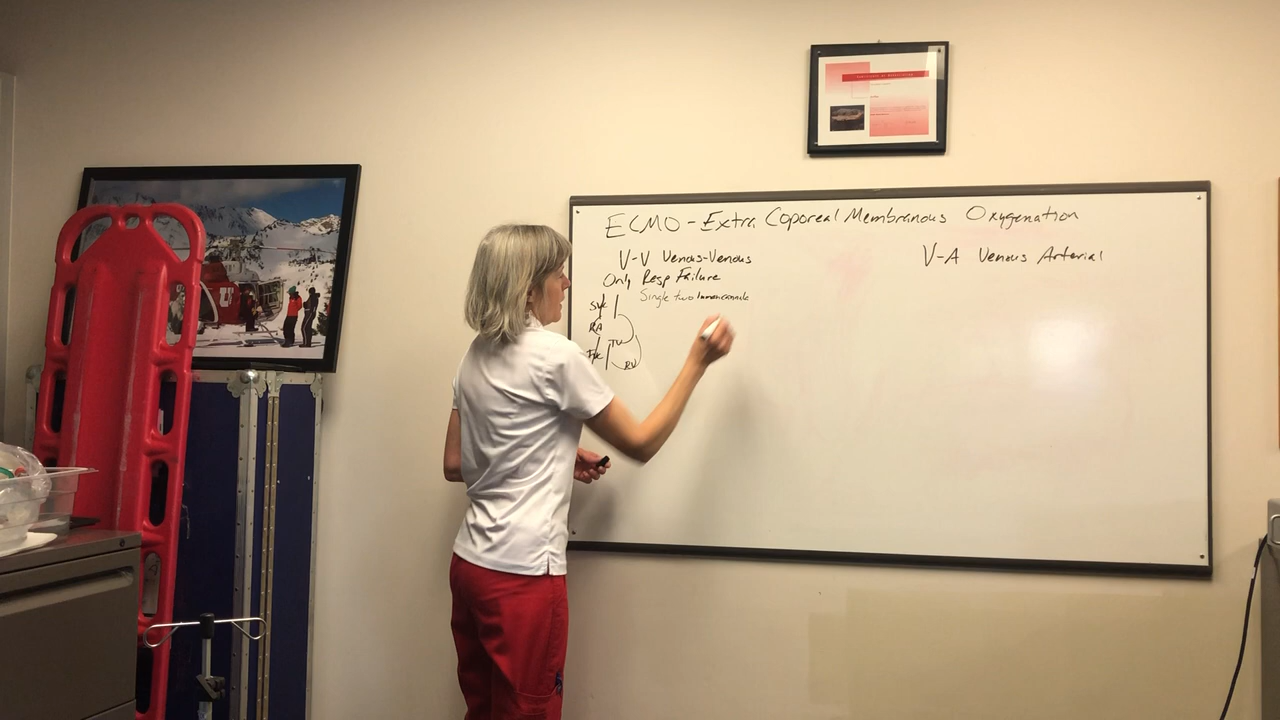 ECMO - Extra Coporeal Membranous Oxygenation
V-V Venous-Venous
Only Resp Failure
Single two lumen cannula
SVC
RA
TV
IVC
RV
V-A Venous Arterial
U